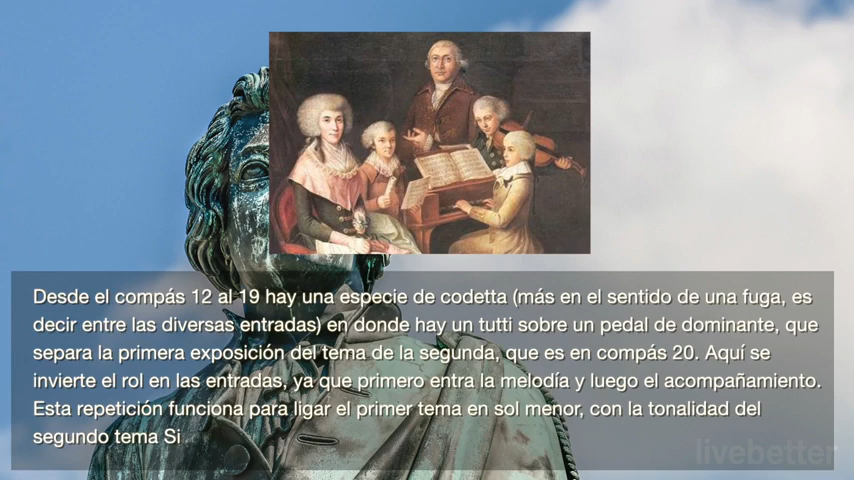 Desde el compás 12 al 19 hay una especie de codetta (más en el sentido de una fuga, es
decir entre las diversas entradas) en donde hay un tutti sobre un pedal de dominante, que
separa la primera exposición del tema de la segunda, que es en compás 20. Aquí se
invierte el rol en las entradas, ya que primero entra la melodía y luego el acompañamiento.
Esta repetición funciona para ligar el primer tema en sol menor, con la tonalidad del
segundo tema Si
livebetter